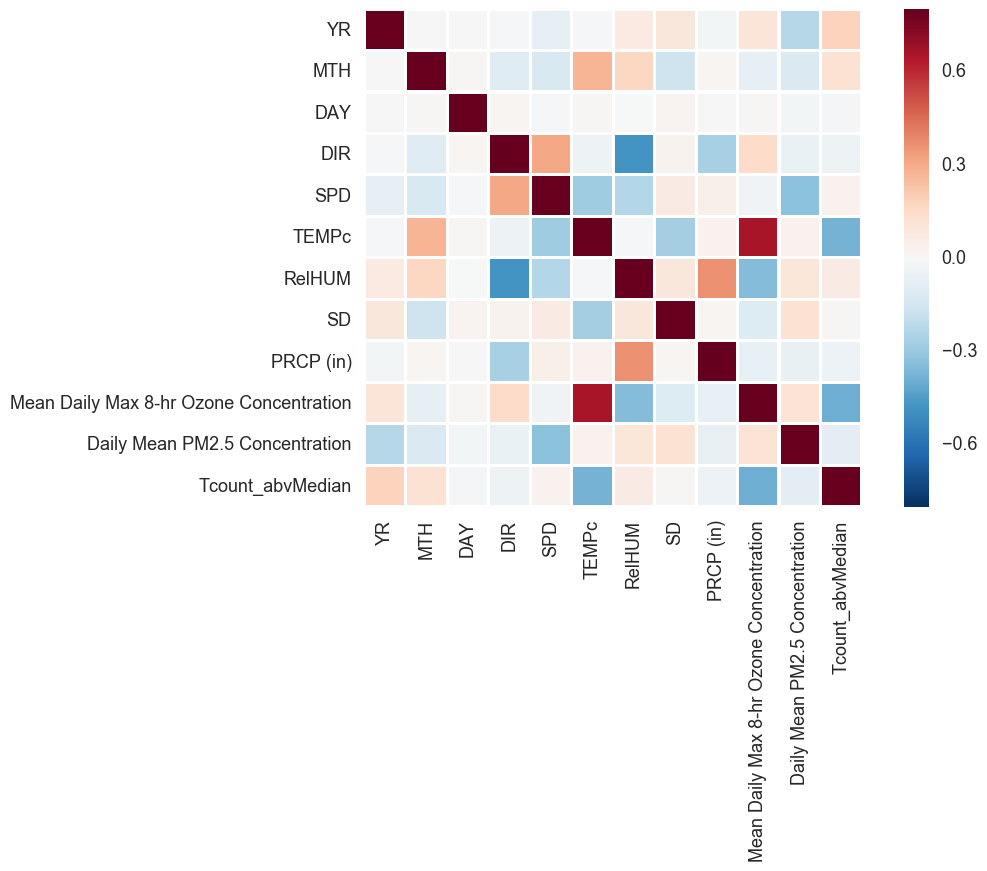 YR
MTH
DAY
DIR
SPD
TEMPc
RelHUM
SD
PRCP (in)
Mean Daily Max 8-hr Ozone Concentration
Daily Mean PM2.5 Concentration
Tcount_abvMedian
YR
MTH
DAY
DIR
SPD
TEMPc
RelHUM
SD
PRCP (in)
Mean Daily Max 8-hr Ozone Concentration
Daily Mean PM2.5 Concentration
Tcount_abvMedian
0.6
0.3
0.0
−0.3
−0.6